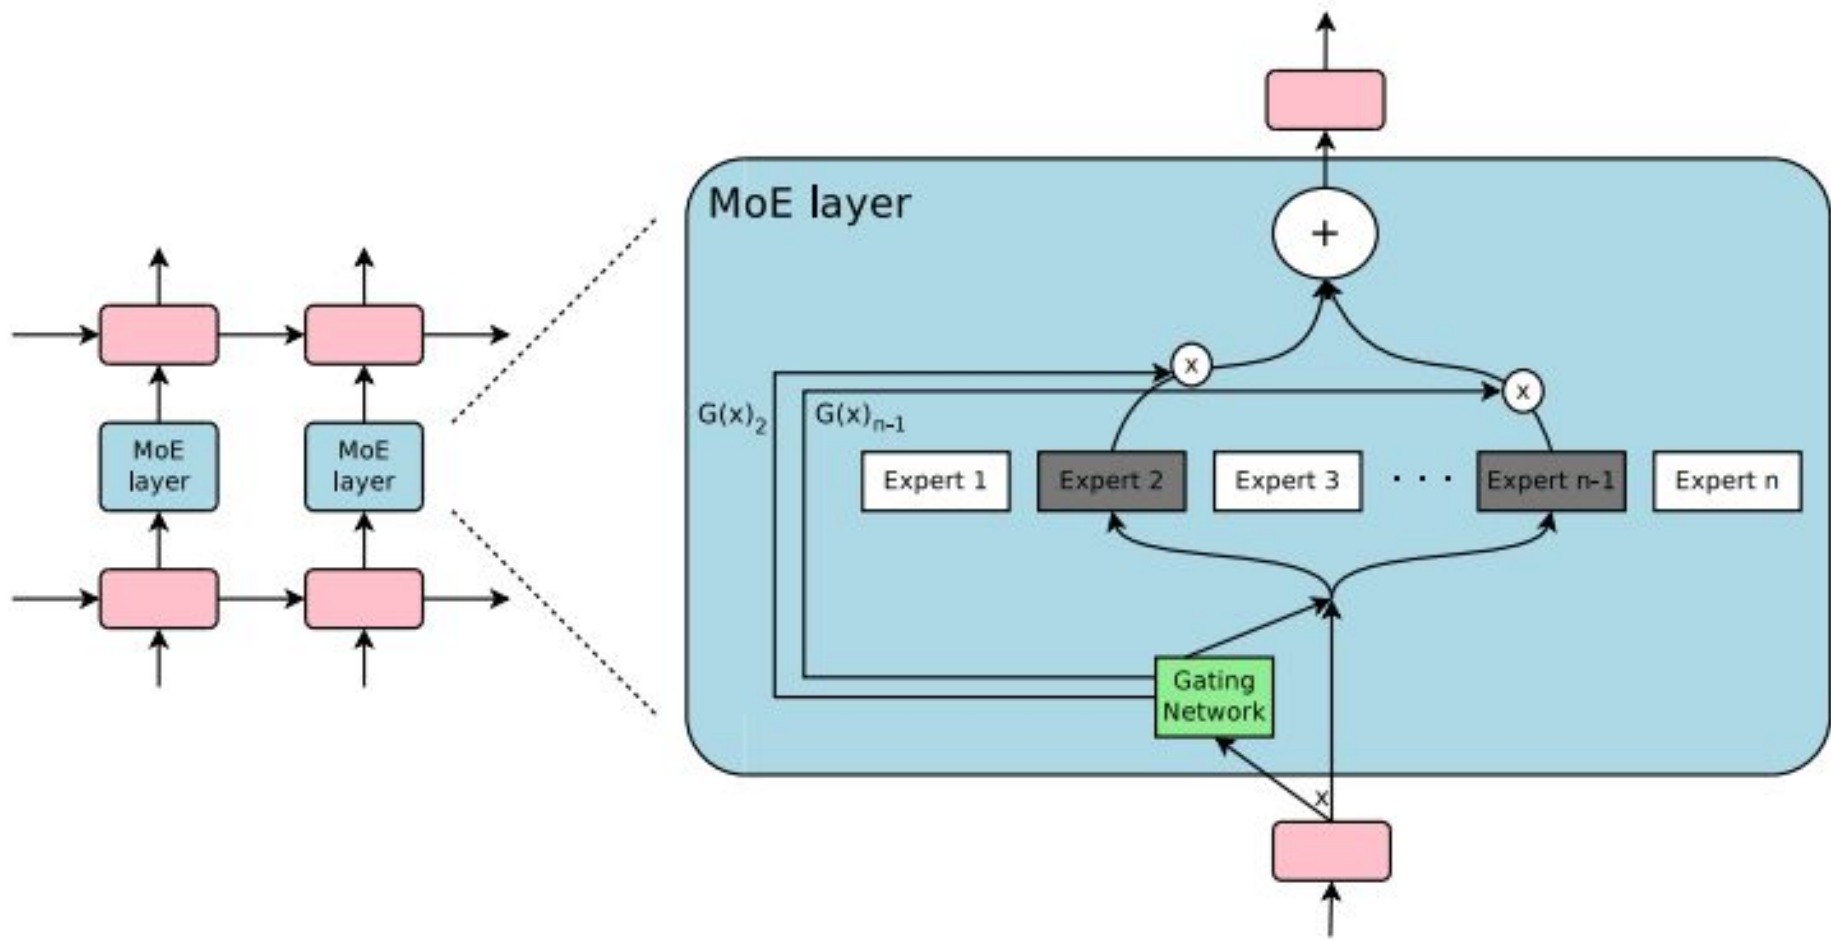 MoE layer
+
x
x
G(x)2
G(x)n-1
MoE
layer
MoE
layer
Expert 1
Expert 2
Expert 3
. . .
Expert n-1
Expert n
Gating
Network
x